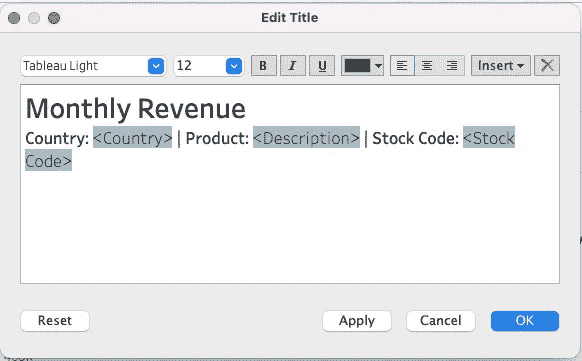 Edit Title
Tableau Light 12 B I U Insert
Monthly Revenue
Country: <Country> | Product: <Description> | Stock Code: <Stock
Code>
Reset Apply Cancel OK